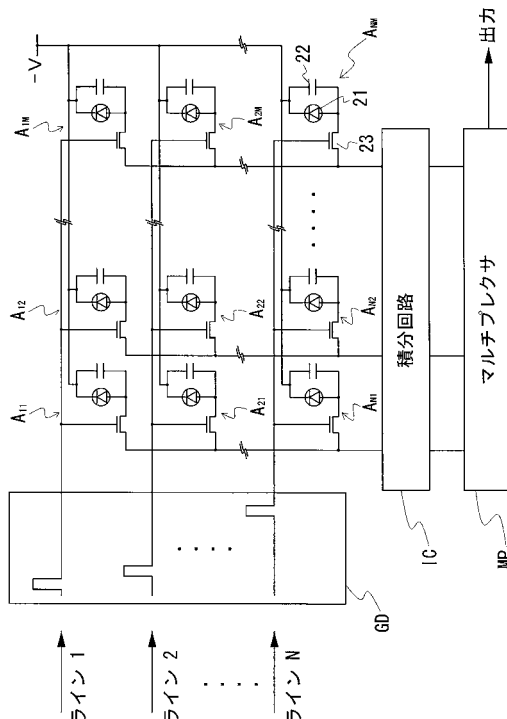 -V
A1M
A12
A11
22
21
23
ANM
A2M
A22
A21
AN2
AN1
ライン 1
ライン 2
ライン N
GD
積分回路
IC
マルチプレクサ
MP
出力